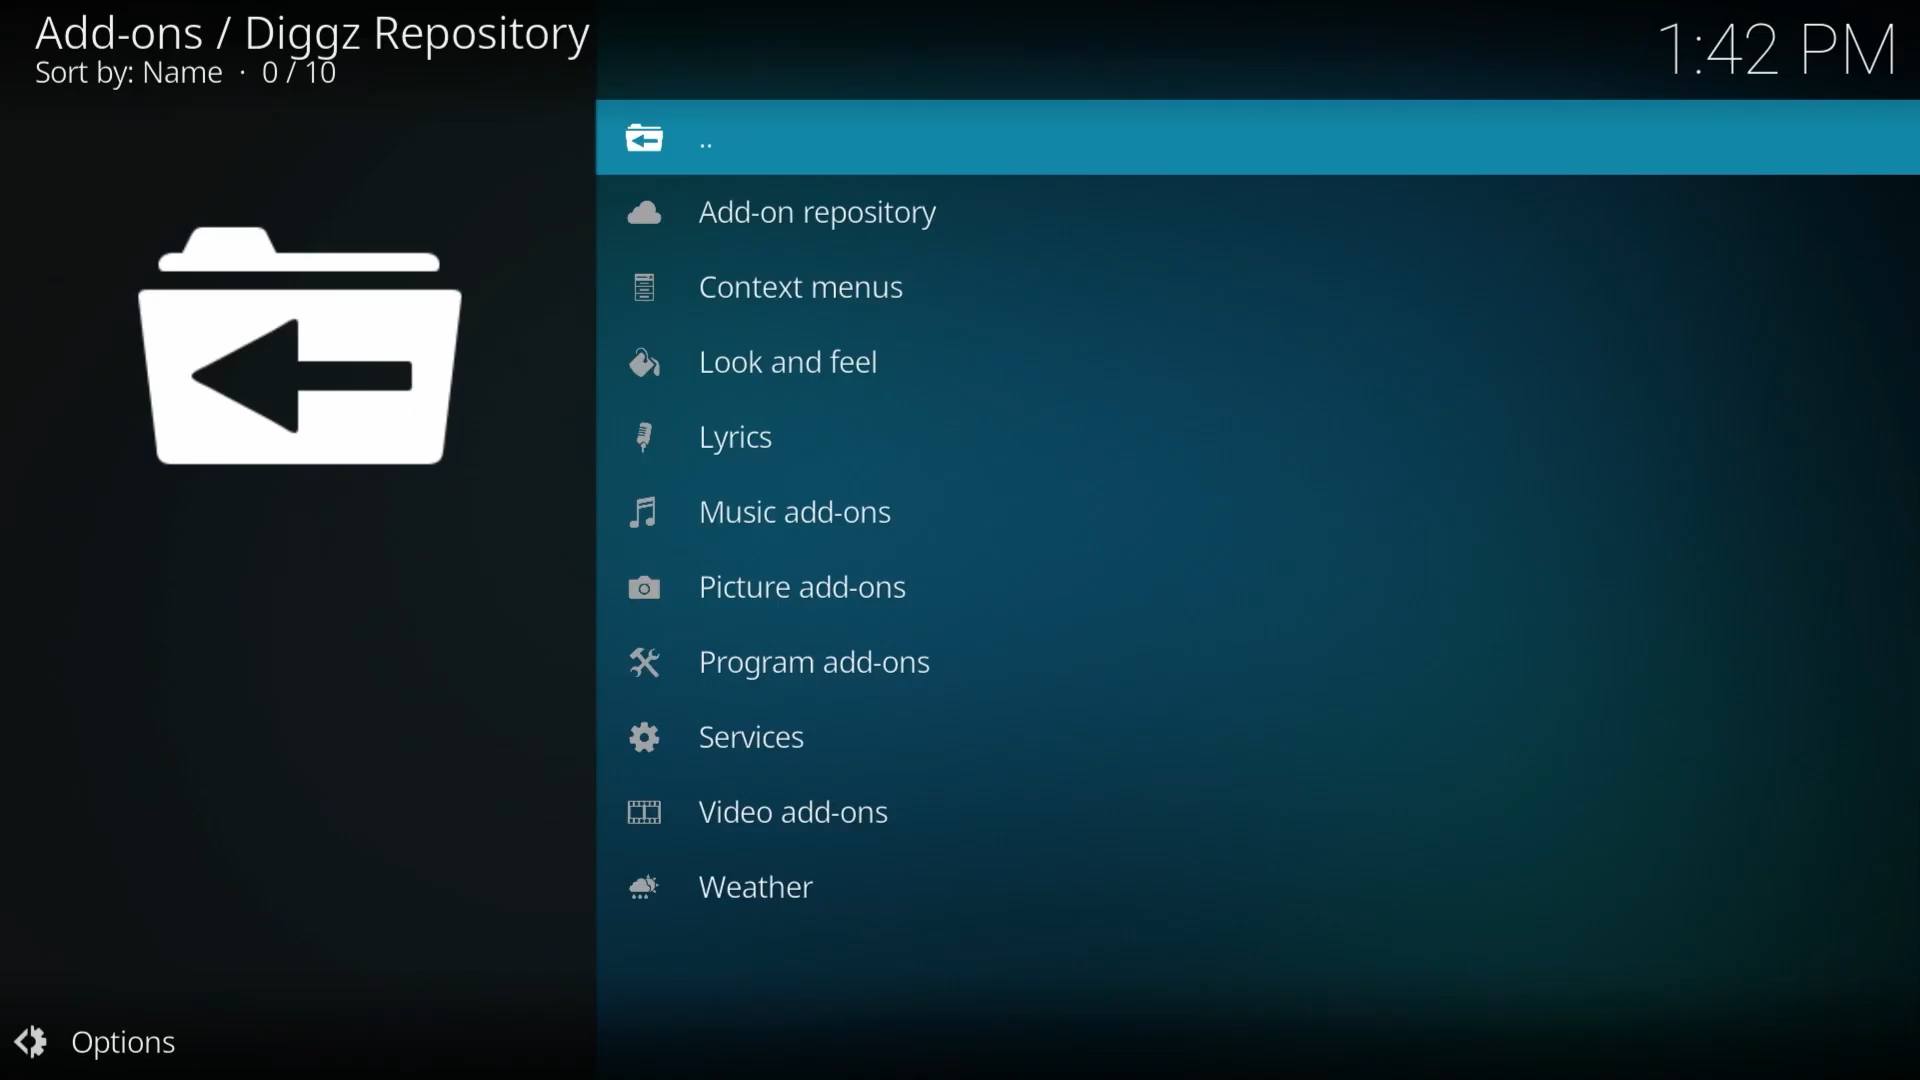 Add-ons / Diggz Repository
Sort by: Name · 0 / 10
1:42 PM
..
Add-on repository
Context menus
Look and feel
Lyrics
Music add-ons
Picture add-ons
Program add-ons
Services
Video add-ons
Weather
Options